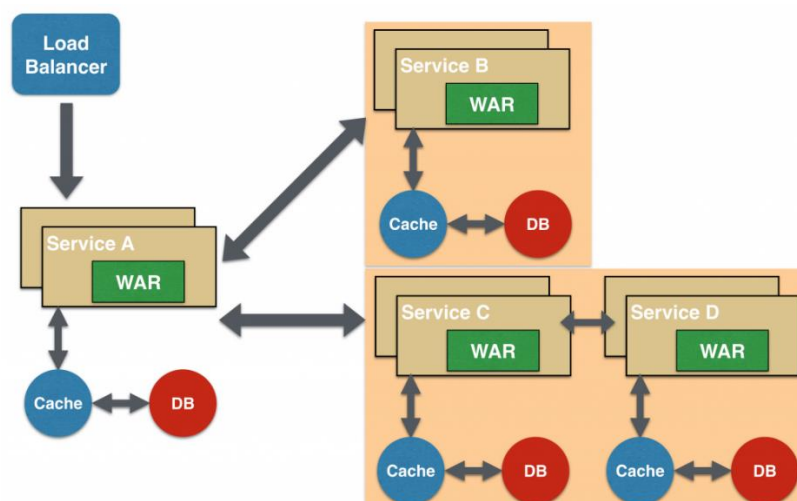 Load
Balancer
Service B
WAR
Cache
DB
Service A
WAR
Cache
DB
Service C
WAR
Service D
WAR
Cache
DB
Cache
DB